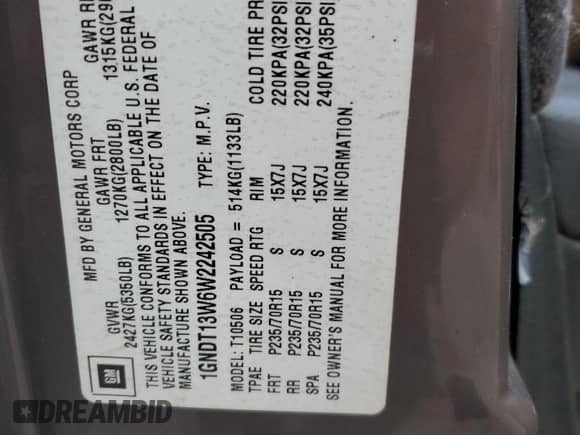 MFD BY GENERAL MOTORS CORP
GVWR GAWR FRT GAWR
2427KG(5350LB) 1270KG(2800LB) 1315KG(29
THIS VEHICLE CONFORMS TO ALL APPLICABLE U.S. FEDERAL
VEHICLE SAFETY STANDARDS IN EFFECT ON THE DATE OF
MANUFACTURE SHOWN ABOVE.
1GNDT13W6W2242505 TYPE: M.P.V.
MODEL: T10506 PAYLOAD = 514KG(1133LB)
TPAE TIRE SIZE SPEED RTG RIM COLD TIRE PR
FRT P235/70R15 S 15X7J 220KPA(32PSI
RR P235/70R15 S 15X7J 220KPA(32PSI
SPA P235/70R15 S 15X7J 240KPA(35PSI)
SEE OWNER'S MANUAL FOR MORE INFORMATION.
GM
DREAMBID